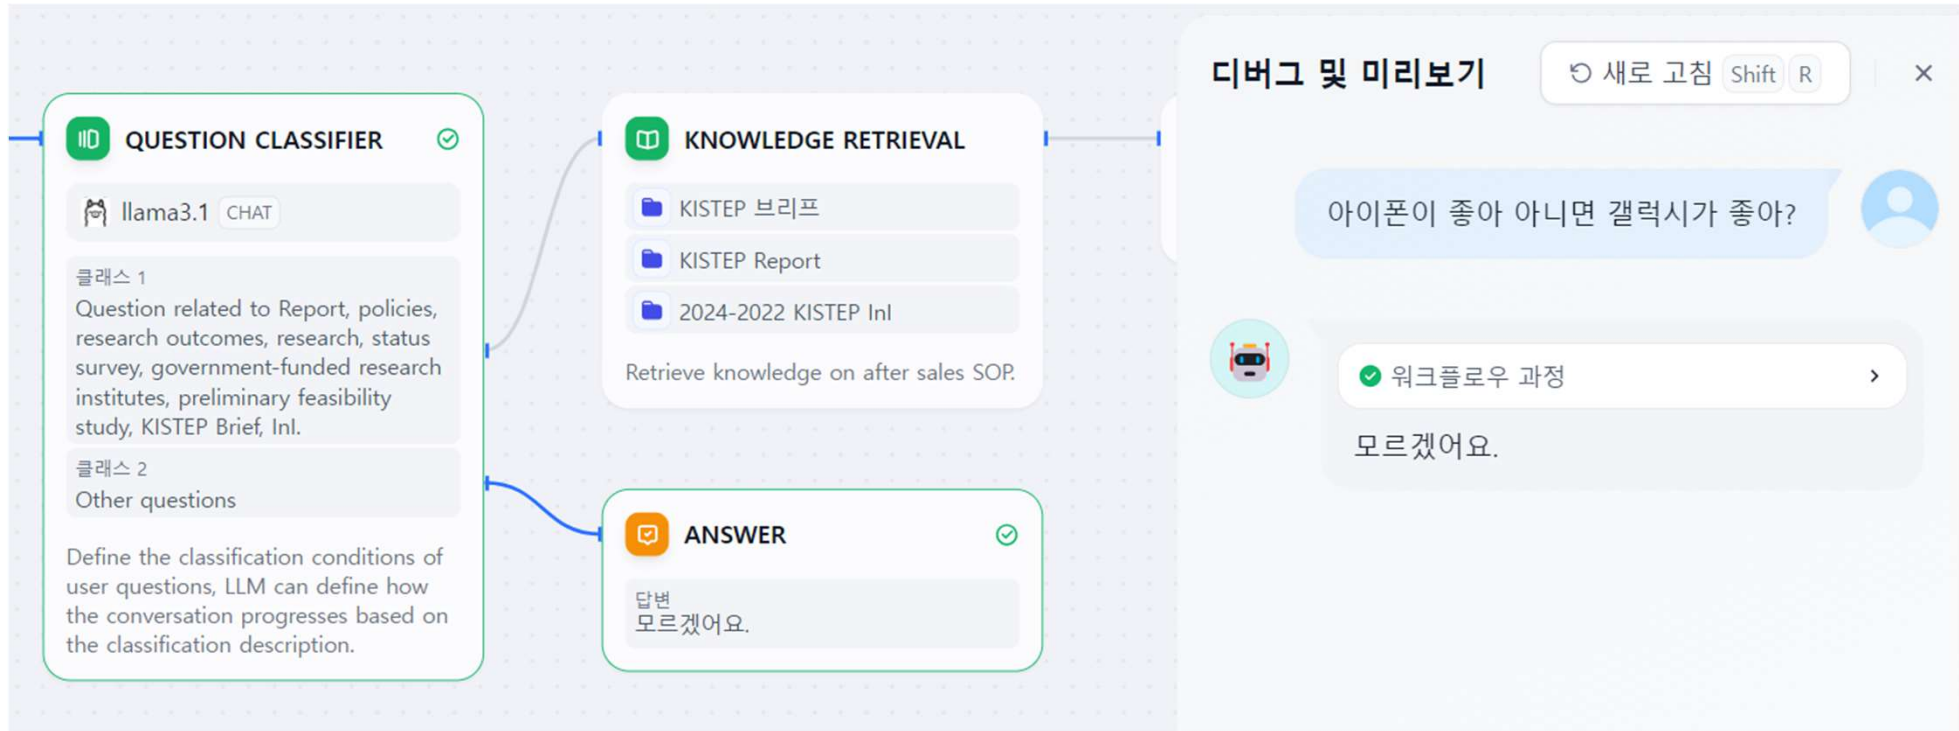 QUESTION CLASSIFIER
llama3.1 CHAT
클래스 1
Question related to Report, policies,
research outcomes, research, status
survey, government-funded research
institutes, preliminary feasibility
study, KISTEP Brief, InI.
클래스 2
Other questions
Define the classification conditions of
user questions, LLM can define how
the conversation progresses based on
the classification description.
KNOWLEDGE RETRIEVAL
KISTEP 브리프
KISTEP Report
2024-2022 KISTEP InI
Retrieve knowledge on after sales SOP.
ANSWER
답변
모르겠어요.
디버그 및 미리보기
새로 고침 Shift R
아이폰이 좋아 아니면 갤럭시가 좋아?
워크플로우 과정
모르겠어요.